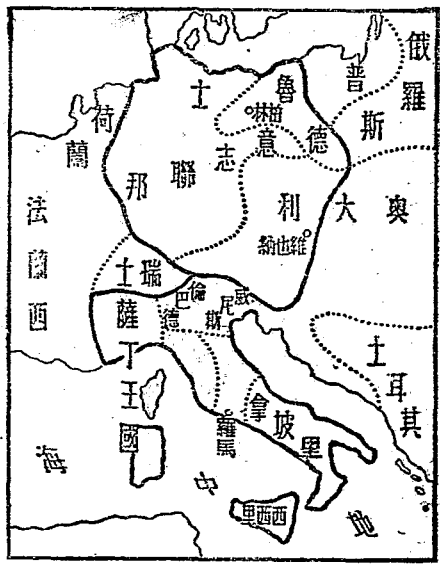 俄羅斯
普魯士
柏林
德意志聯邦
荷蘭
法蘭西
奧大利
維也納
瑞士
薩丁王國
倫巴德
威尼斯
羅馬
拿坡里
西西里
土耳其
地中海